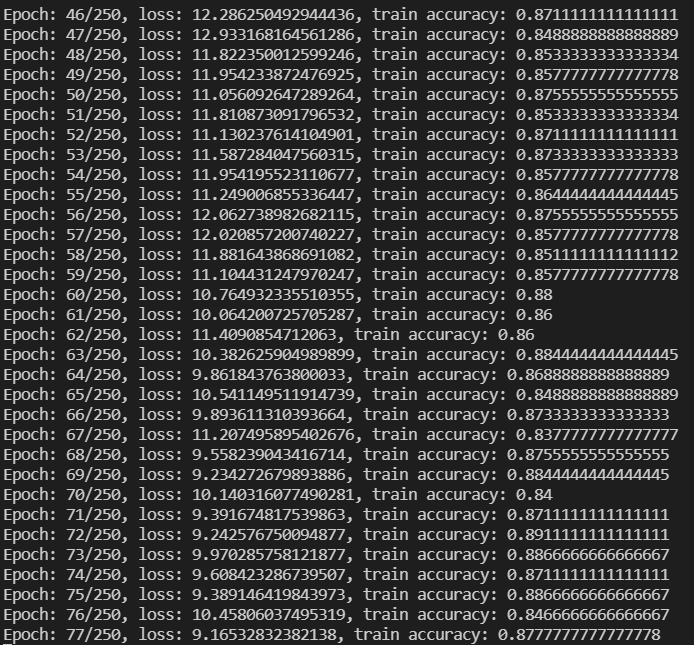 Epoch: 46/250, loss: 12.286250492944436, train accuracy: 0.8711111111111111
Epoch: 47/250, loss: 12.933168164561286, train accuracy: 0.8488888888888889
Epoch: 48/250, loss: 11.822350012599246, train accuracy: 0.8533333333333334
Epoch: 49/250, loss: 11.954233872476925, train accuracy: 0.8577777777777778
Epoch: 50/250, loss: 11.056092647289264, train accuracy: 0.8755555555555555
Epoch: 51/250, loss: 11.810873091796532, train accuracy: 0.8533333333333334
Epoch: 52/250, loss: 11.130237614104901, train accuracy: 0.8711111111111111
Epoch: 53/250, loss: 11.587284047560315, train accuracy: 0.8733333333333333
Epoch: 54/250, loss: 11.954195523110677, train accuracy: 0.8577777777777778
Epoch: 55/250, loss: 11.249006855336447, train accuracy: 0.8644444444444445
Epoch: 56/250, loss: 12.062738982682115, train accuracy: 0.8755555555555555
Epoch: 57/250, loss: 12.020857200740227, train accuracy: 0.8577777777777778
Epoch: 58/250, loss: 11.881643868691082, train accuracy: 0.8511111111111112
Epoch: 59/250, loss: 11.104431247970247, train accuracy: 0.8577777777777778
Epoch: 60/250, loss: 10.764932335510355, train accuracy: 0.88
Epoch: 61/250, loss: 10.064200725705287, train accuracy: 0.86
Epoch: 62/250, loss: 11.4090854712063, train accuracy: 0.86
Epoch: 63/250, loss: 10.382625904989899, train accuracy: 0.8844444444444445
Epoch: 64/250, loss: 9.861843763800033, train accuracy: 0.8688888888888889
Epoch: 65/250, loss: 10.541149511914739, train accuracy: 0.8488888888888889
Epoch: 66/250, loss: 9.893611310393664, train accuracy: 0.8733333333333333
Epoch: 67/250, loss: 11.207495895402676, train accuracy: 0.8377777777777777
Epoch: 68/250, loss: 9.558239043416714, train accuracy: 0.8755555555555555
Epoch: 69/250, loss: 9.234272679893886, train accuracy: 0.8844444444444445
Epoch: 70/250, loss: 10.140316077490281, train accuracy: 0.84
Epoch: 71/250, loss: 9.391674817539863, train accuracy: 0.8711111111111111
Epoch: 72/250, loss: 9.242576750094877, train accuracy: 0.8911111111111111
Epoch: 73/250, loss: 9.970285758121877, train accuracy: 0.8866666666666667
Epoch: 74/250, loss: 9.608423286739507, train accuracy: 0.8711111111111111
Epoch: 75/250, loss: 9.389146419843973, train accuracy: 0.8866666666666667
Epoch: 76/250, loss: 10.45806037495319, train accuracy: 0.8466666666666667
Epoch: 77/250, loss: 9.16532832382138, train accuracy: 0.8777777777777778